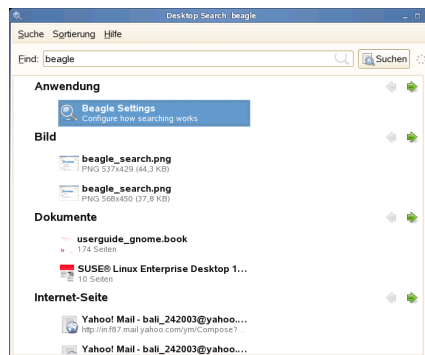 Desktop Search: beagle
Suche Sortierung Hilfe
Find: beagle Suchen
Anwendung
Beagle Settings
Configure how searching works
Bild
beagle_search.png
PNG 537x429 (44,3 KB)
beagle_search.png
PNG 568x450 (37,8 KB)
Dokumente
userguide_gnome.book
174 Seiten
SUSE® Linux Enterprise Desktop 1...
10 Seiten
Internet-Seite
Yahoo! Mail - bali_242003@yahoo....
http://in.f87.mail.yahoo.com/ym/Compose?...
Yahoo! Mail - bali_242003@yahoo....